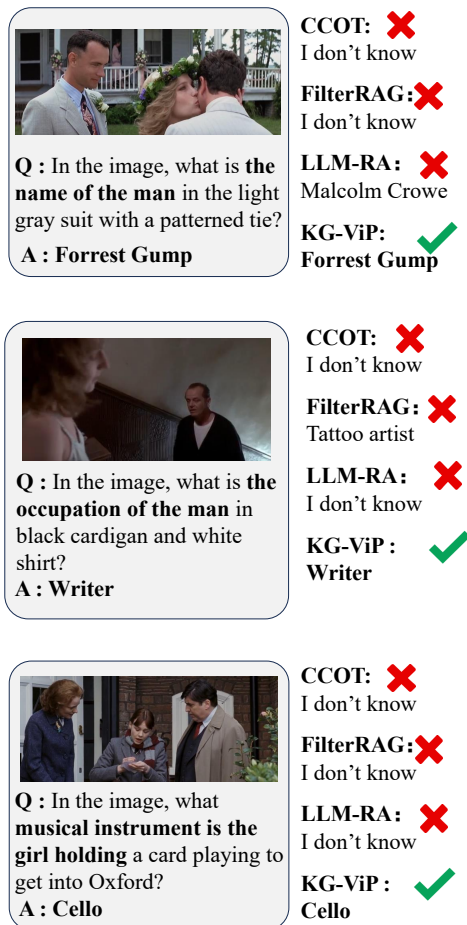 CCOT:
I don't know
FilterRAG:
I don't know
LLM-RA:
Malcolm Crowe
KG-ViP:
Forrest Gump
Q : In the image, what is the
name of the man in the light
gray suit with a patterned tie?
A : Forrest Gump
CCOT:
I don't know
FilterRAG:
Tattoo artist
LLM-RA:
I don't know
KG-ViP :
Writer
Q : In the image, what is the
occupation of the man in
black cardigan and white
shirt?
A : Writer
CCOT:
I don't know
FilterRAG:
I don't know
LLM-RA:
I don't know
KG-ViP :
Cello
Q : In the image, what
musical instrument is the
girl holding a card playing to
get into Oxford?
A : Cello